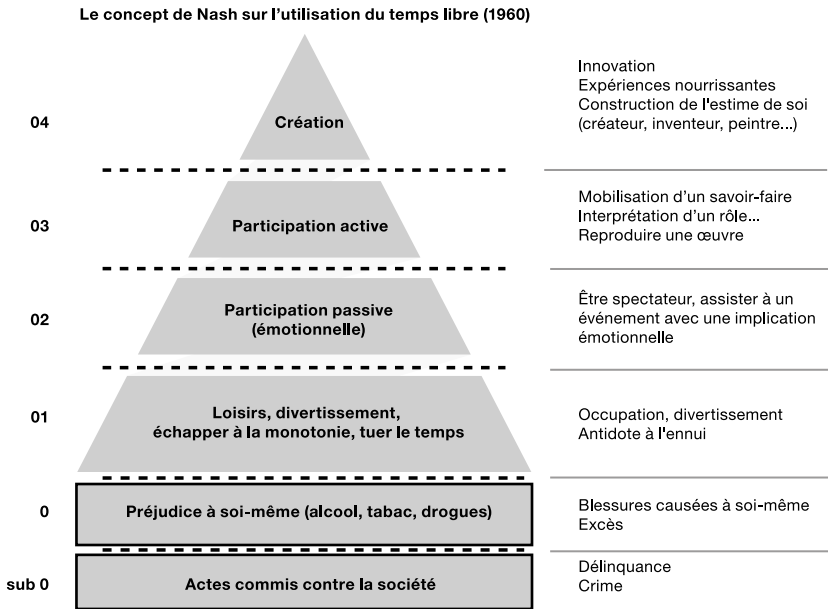 Le concept de Nash sur l'utilisation du temps libre (1960)
04
Création
Innovation
Expériences nourrissantes
Construction de l'estime de soi
(créateur, inventeur, peintre...)
03
Participation active
Mobilisation d'un savoir-faire
Interprétation d'un rôle...
Reproduire une œuvre
02
Participation passive
(émotionnelle)
Être spectateur, assister à un
événement avec une implication
émotionnelle
01
Loisirs, divertissement,
échapper à la monotonie, tuer le temps
Occupation, divertissement
Antidote à l'ennui
0
Préjudice à soi-même (alcool, tabac, drogues)
Blessures causées à soi-même
Excès
sub 0
Actes commis contre la société
Délinquance
Crime